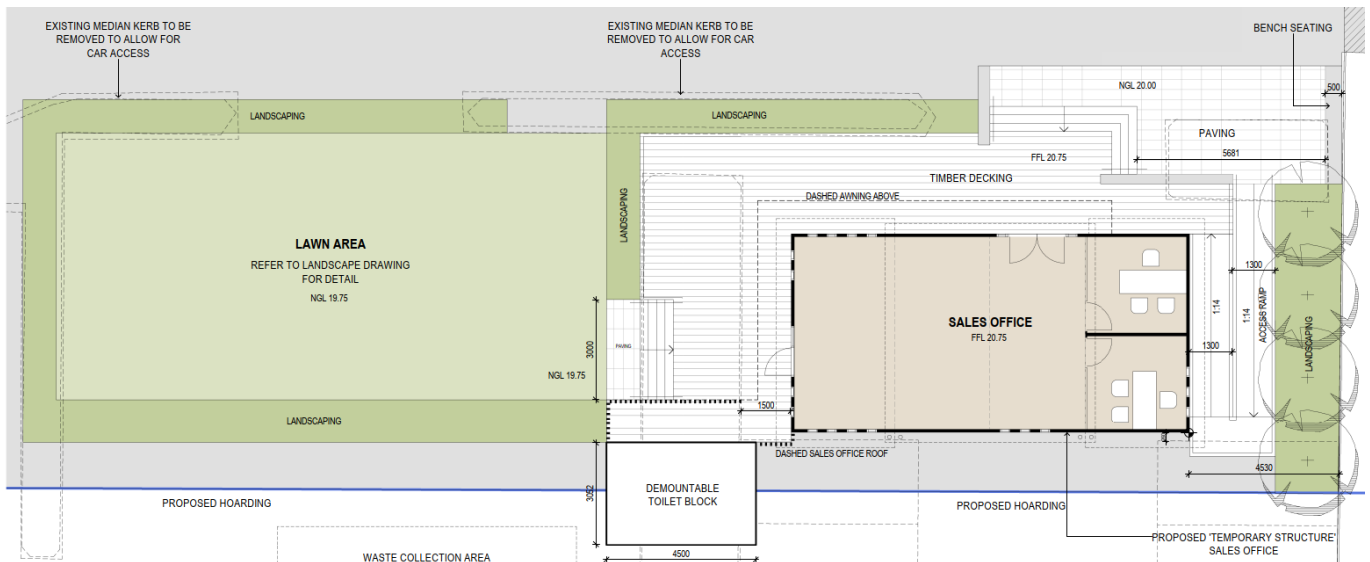 EXISTING MEDIAN KERB TO BE
REMOVED TO ALLOW FOR
CAR ACCESS
EXISTING MEDIAN KERB TO BE
REMOVED TO ALLOW FOR CAR
ACCESS
BENCH SEATING
NGL 20.00
500
LANDSCAPING
LANDSCAPING
PAVING
5681
FFL 20.75
TIMBER DECKING
DASHED AWNING ABOVE
LANDSCAPING
LAWN AREA
REFER TO LANDSCAPE DRAWING
FOR DETAIL
NGL 19.75
1300
1:14
1:14
ACCESS RAMP
LANDSCAPING
SALES OFFICE
FFL 20.75
3000
PAVING
1300
NGL 19.75
1500
LANDSCAPING
DASHED SALES OFFICE ROOF
4530
3052
DEMOUNTABLE
TOILET BLOCK
PROPOSED HOARDING
PROPOSED HOARDING
PROPOSED 'TEMPORARY STRUCTURE'
SALES OFFICE
4500
WASTE COLLECTION AREA